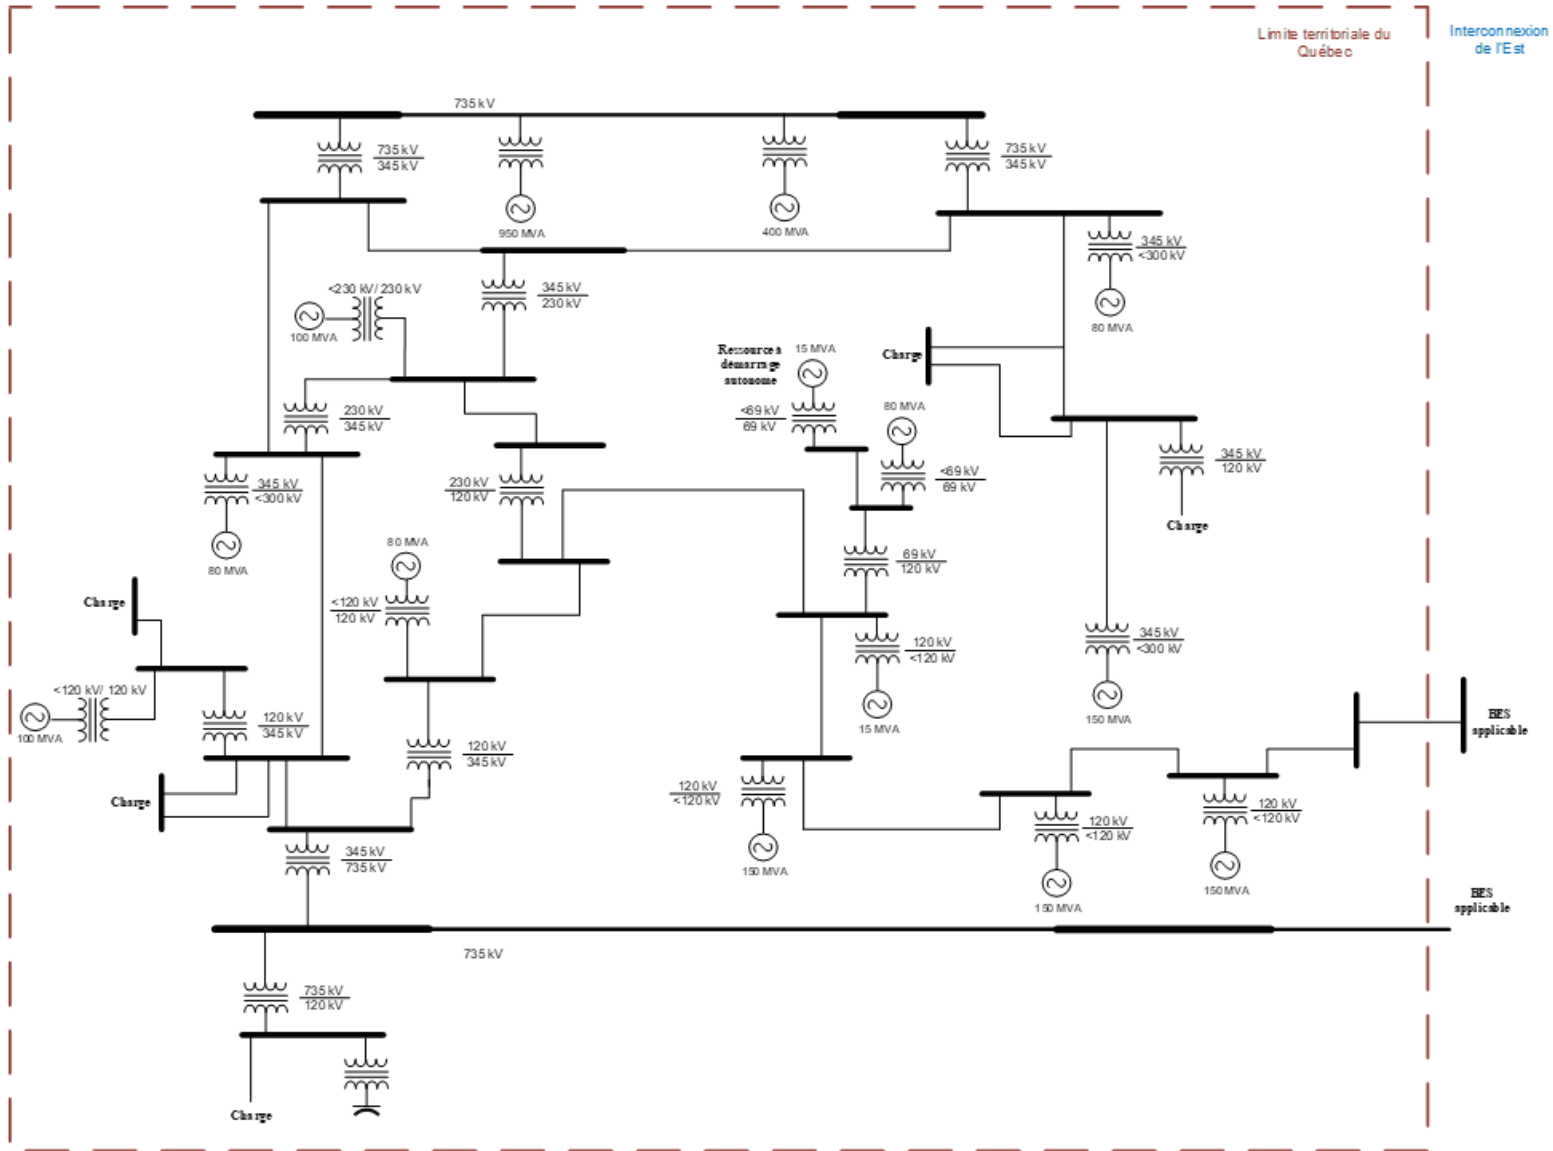 Limite territoriale du
Québec
Interconnexion
de l'Est
735 kV
735 kV
345 kV
735 kV
345 kV
950 MVA
400 MVA
345 kV
<300 kV
80 MVA
<230 kV/ 230 kV
100 MVA
345 kV
230 kV
Ressource à
démarrage
autonome
15 MVA
Charge
<69 kV
69 kV
80 MVA
230 kV
345 kV
345 kV
120 kV
<69 kV
69 kV
345 kV
<300 kV
230 kV
120 kV
Charge
80 MVA
80 MVA
69 kV
120 kV
Charge
<120 kV
120 kV
345 kV
<300 kV
120 kV
<120 kV
<120 kV/ 120 kV
100 MVA
120 kV
345 kV
15 MVA
150 MVA
BES
applicable
120 kV
345 kV
120 kV
<120 kV
Charge
120 kV
<120 kV
120 kV
<120 kV
345 kV
735 kV
150 MVA
150 MVA
150 MVA
BES
applicable
735 kV
735 kV
120 kV
Charge